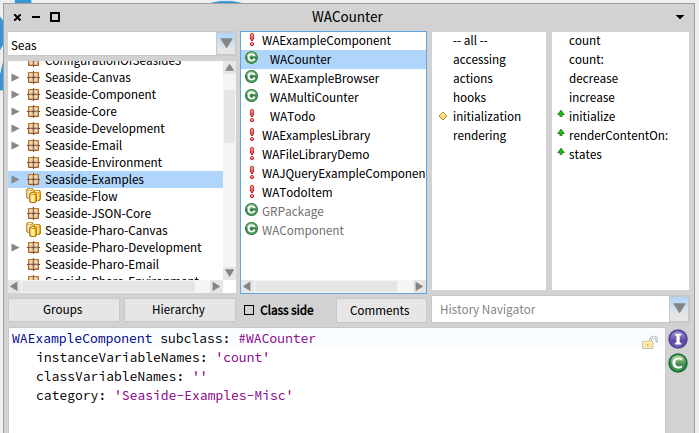 WACounter
Seas
ConfigurationOfSeaside3
Seaside-Canvas
Seaside-Component
Seaside-Core
Seaside-Development
Seaside-Email
Seaside-Environment
Seaside-Examples
Seaside-Flow
Seaside-JSON-Core
Seaside-Pharo-Canvas
Seaside-Pharo-Development
Seaside-Pharo-Email
Seaside-Pharo-Environment
WAExampleComponent
WACounter
WAExampleBrowser
WAMultiCounter
WATodo
WAExamplesLibrary
WAFileLibraryDemo
WAJQueryExampleComponen
WATodoItem
GRPackage
WAComponent
-- all --
accessing
actions
hooks
initialization
rendering
count
count:
decrease
increase
initialize
renderContentOn:
states
Groups
Hierarchy
Class side
Comments
History Navigator
WAExampleComponent subclass: #WACounter
instanceVariableNames: 'count'
classVariableNames: ''
category: 'Seaside-Examples-Misc'
I
C